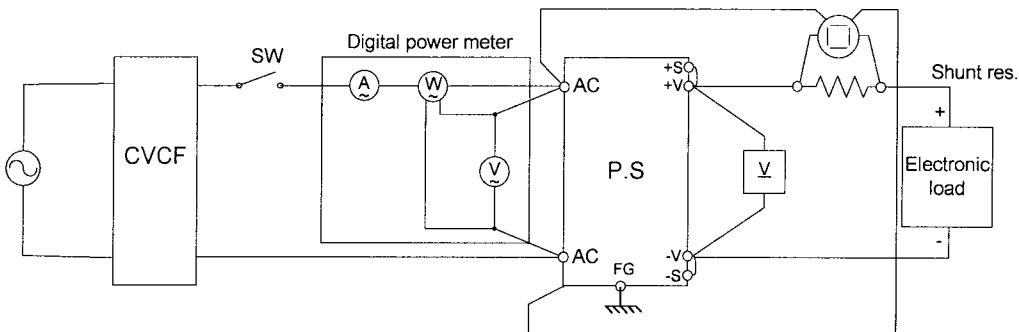 Digital power meter
SW
A
W
V
CVCF
AC
AC
P.S
+S
+V
-V
-S
FG
V
Shunt res.
+
Electronic
load
-